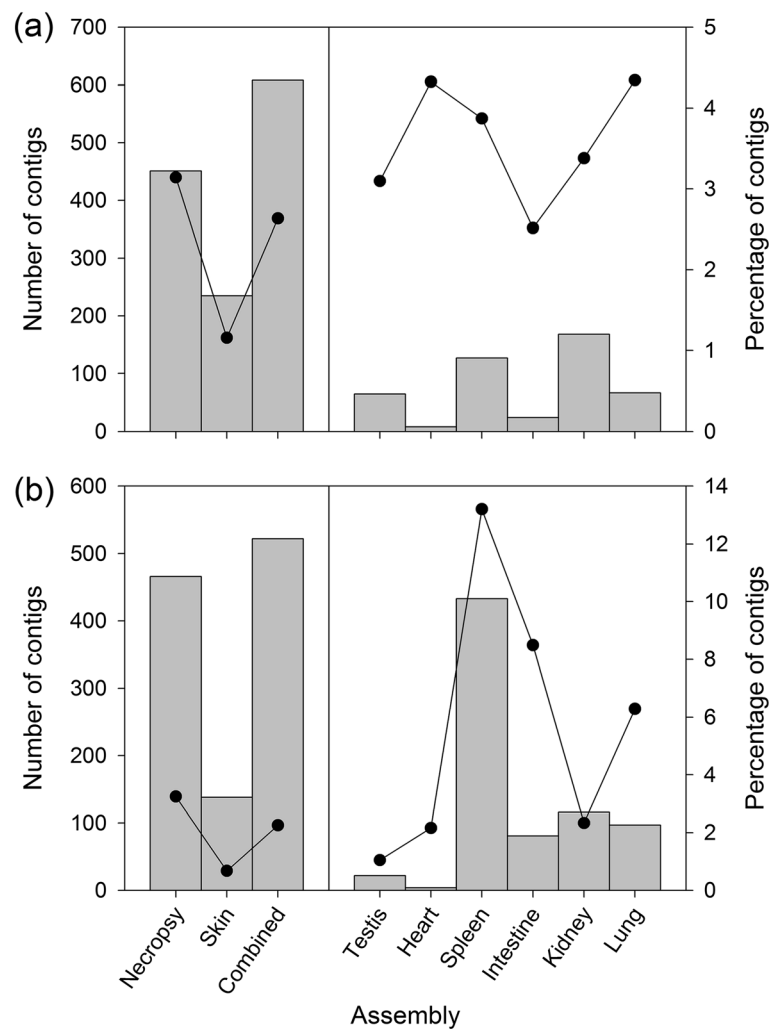 (a)
700
600
500
400
300
200
100
0
Number of contigs
5
4
3
2
1
0
Percentage of contigs
(b)
600
500
400
300
200
100
0
Number of contigs
14
12
10
8
6
4
2
0
Percentage of contigs
Necropsy
Skin
Combined
Testis
Heart
Spleen
Intestine
Kidney
Lung
Assembly